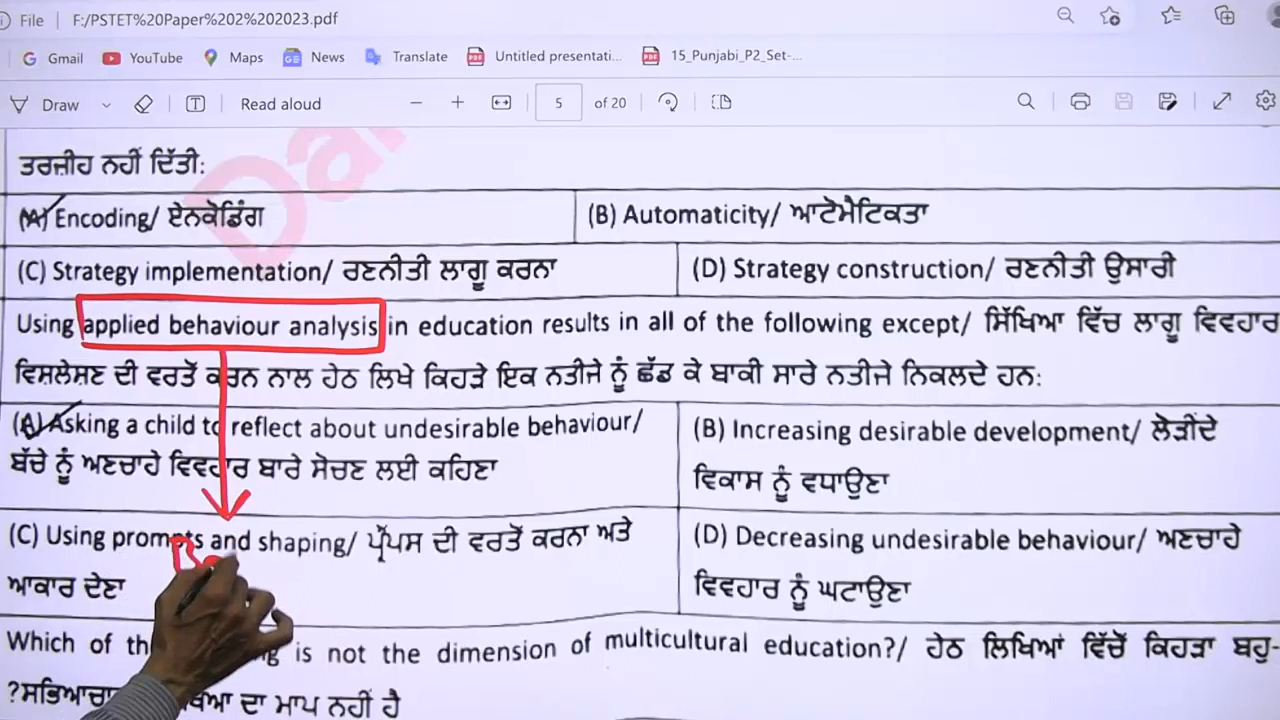 File F:/PSTET%20Paper%202%202023.pdf
Gmail YouTube Maps News Translate Untitled presentati... 15_Punjabi_P2_Set-...
Draw Read aloud 5 of 20
ਤਰਜ਼ੀਹ ਨਹੀਂ ਦਿੱਤੀ:
(A) Encoding/ ਏਨਕੋਡਿੰਗ (B) Automaticity/ ਆਟੋਮੈਟਿਕਤਾ
(C) Strategy implementation/ ਰਣਨੀਤੀ ਲਾਗੂ ਕਰਨਾ (D) Strategy construction/ ਰਣਨੀਤੀ ਉਸਾਰੀ
Using applied behaviour analysis in education results in all of the following except/ ਸਿੱਖਿਆ ਵਿੱਚ ਲਾਗੂ ਵਿਵਹਾਰ
ਵਿਸ਼ਲੇਸ਼ਣ ਦੀ ਵਰਤੋਂ ਕਰਨ ਨਾਲ ਹੇਠ ਲਿਖੇ ਕਿਹੜੇ ਇਕ ਨਤੀਜੇ ਨੂੰ ਛੱਡ ਕੇ ਬਾਕੀ ਸਾਰੇ ਨਤੀਜੇ ਨਿਕਲਦੇ ਹਨ:
(A) Asking a child to reflect about undesirable behaviour/ (B) Increasing desirable development/ ਲੋੜੀਂਦੇ
ਬੱਚੇ ਨੂੰ ਅਣਚਾਹੇ ਵਿਵਹਾਰ ਬਾਰੇ ਸੋਚਣ ਲਈ ਕਹਿਣਾ ਵਿਕਾਸ ਨੂੰ ਵਧਾਉਣਾ
(C) Using prompts and shaping/ ਪ੍ਰੌਂਪਸ ਦੀ ਵਰਤੋਂ ਕਰਨਾ ਅਤੇ (D) Decreasing undesirable behaviour/ ਅਣਚਾਹੇ
ਆਕਾਰ ਦੇਣਾ ਵਿਵਹਾਰ ਨੂੰ ਘਟਾਉਣਾ
Which of is not the dimension of multicultural education?/ ਹੇਠ ਲਿਖਿਆਂ ਵਿੱਚੋਂ ਕਿਹੜਾ ਬਹੁ-
ਦਾ ਮਾਪ ਨਹੀਂ ਹੈ